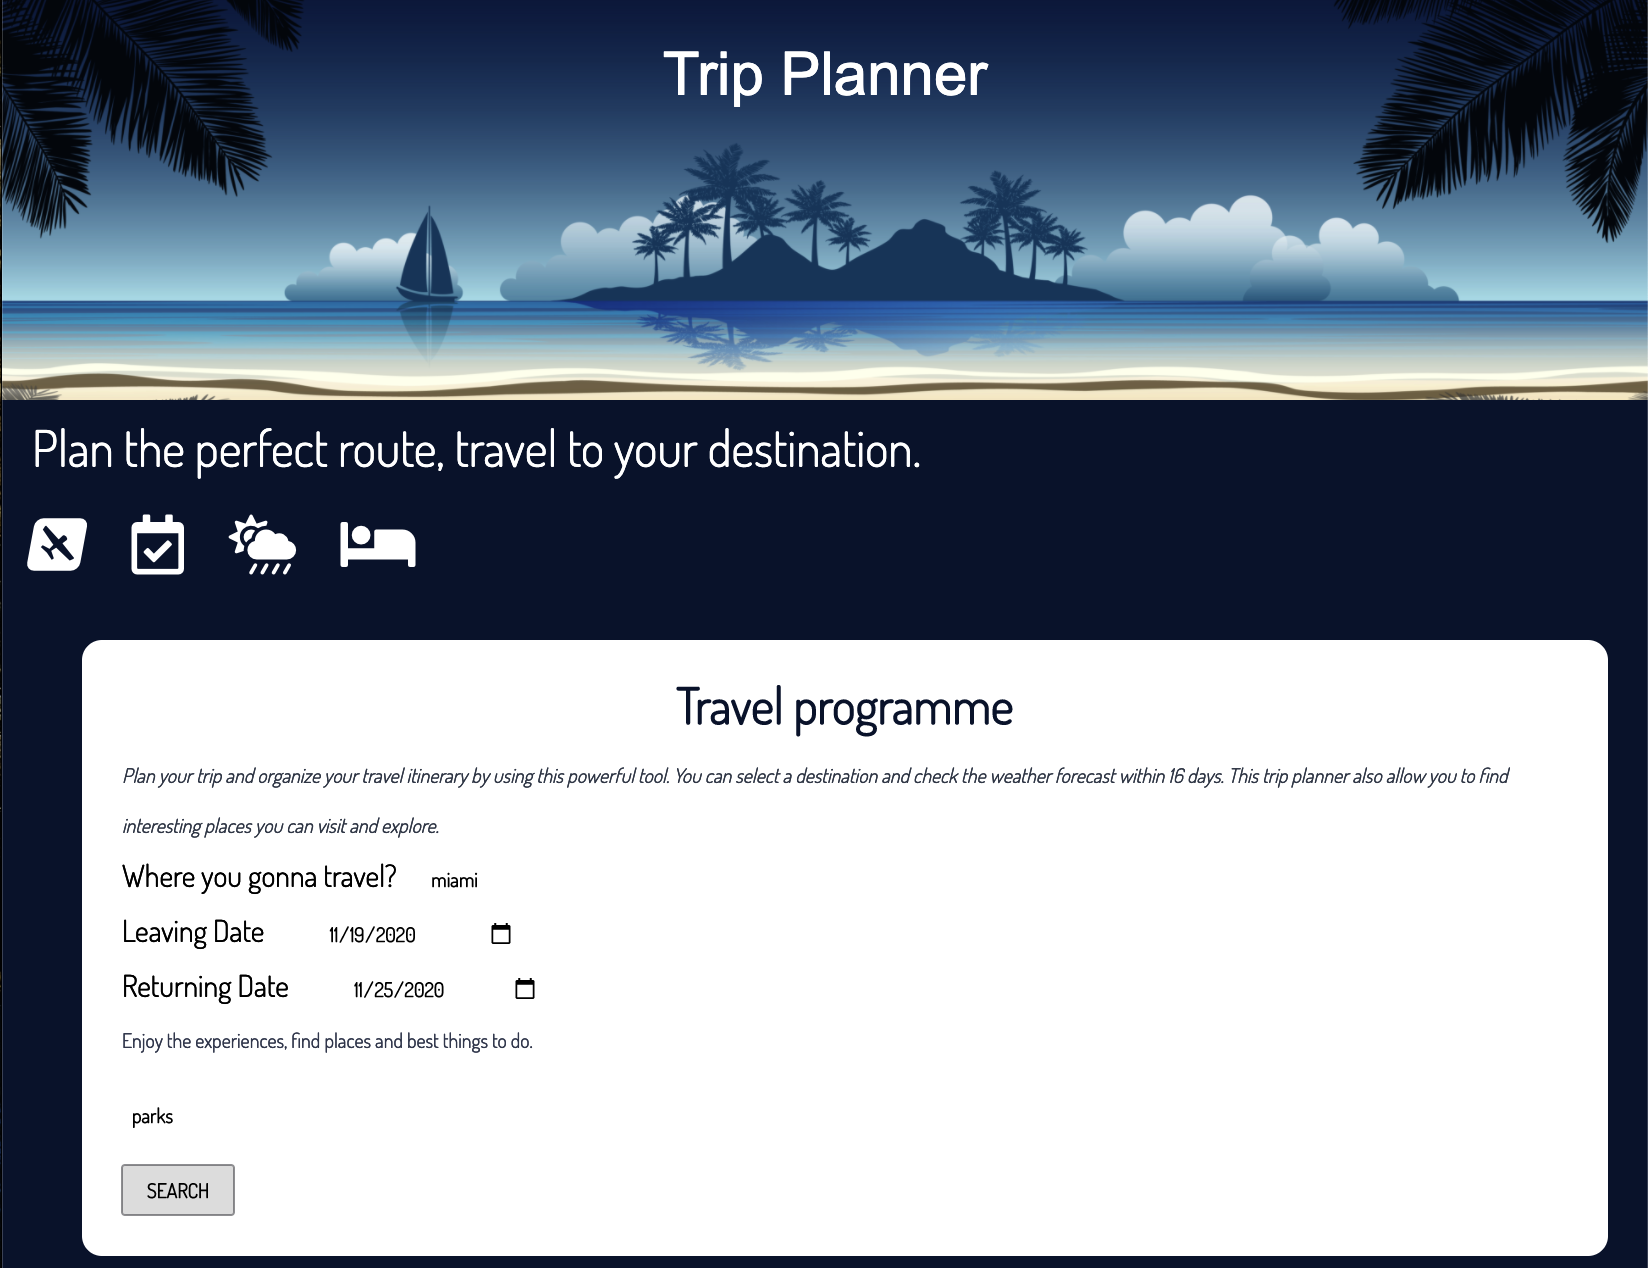 Trip Planner
Plan the perfect route, travel to your destination.
Travel programme
Plan your trip and organize your travel itinerary by using this powerful tool. You can select a destination and check the weather forecast within 16 days. This trip planner also allow you to find
interesting places you can visit and explore.
Where you gonna travel? miami
Leaving Date 11/19/2020
Returning Date 11/25/2020
Enjoy the experiences, find places and best things to do.
parks
SEARCH